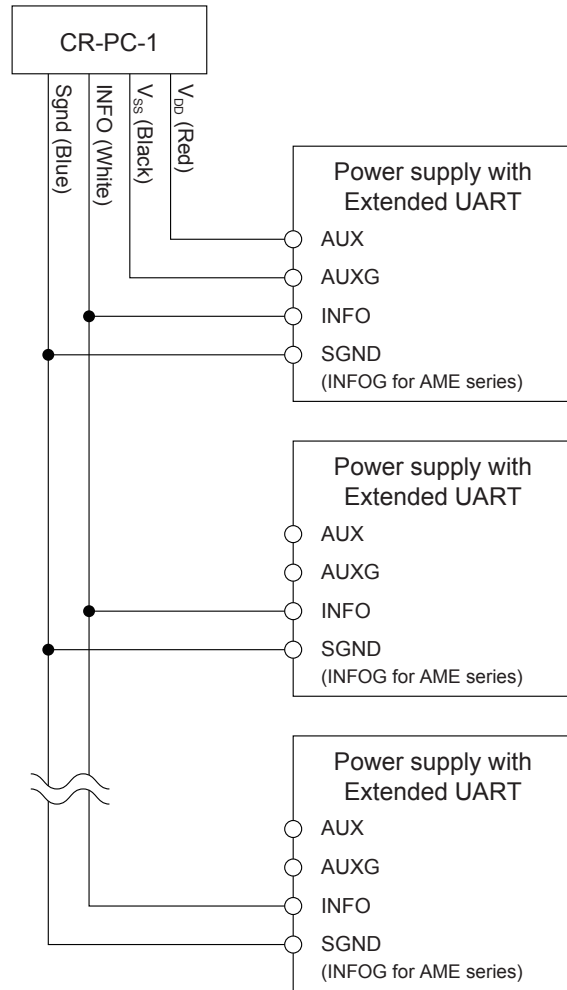 CR-PC-1
Sgnd (Blue)
INFO (White)
VSS (Black)
VDD (Red)
Power supply with
Extended UART
AUX
AUXG
INFO
SGND
(INFOG for AME series)
Power supply with
Extended UART
AUX
AUXG
INFO
SGND
(INFOG for AME series)
Power supply with
Extended UART
AUX
AUXG
INFO
SGND
(INFOG for AME series)